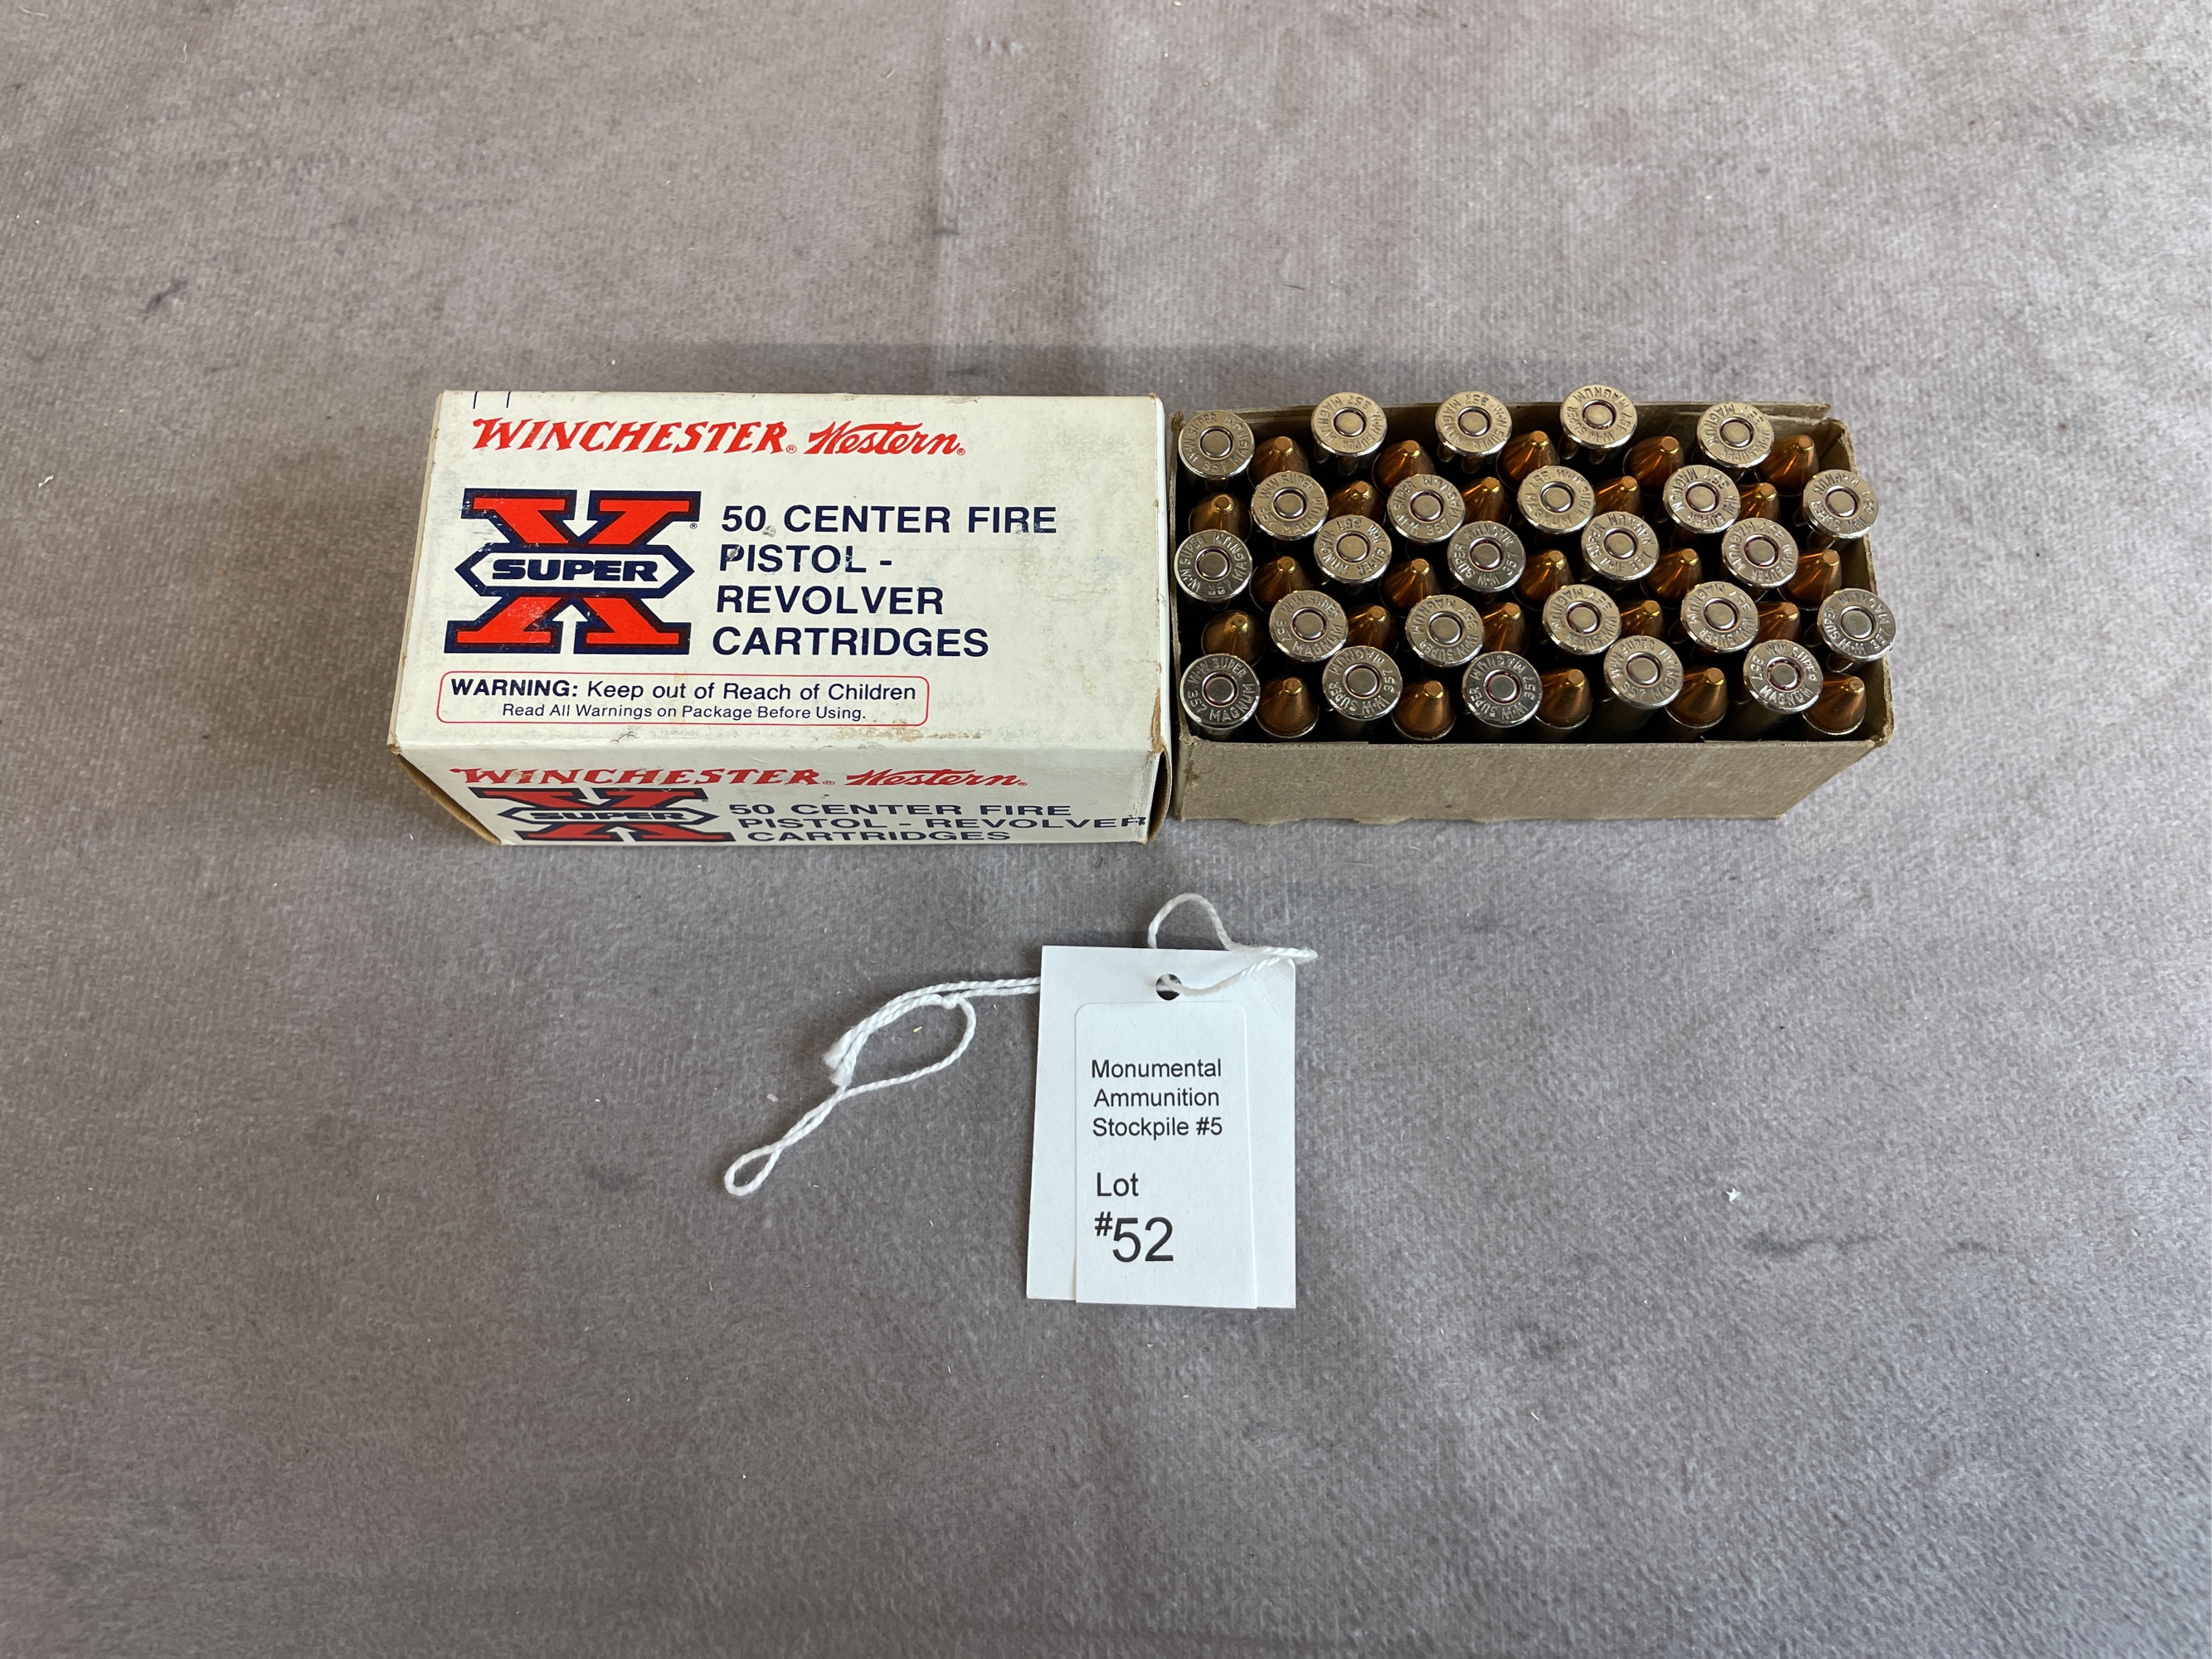 WINCHESTER® Western®
X SUPER®
50 CENTER FIRE
PISTOL -
REVOLVER
CARTRIDGES
WARNING: Keep out of Reach of Children
Read All Warnings on Package Before Using.
WINCHESTER® Western®
X SUPER
50 CENTER FIRE
PISTOL - REVOLVER
CARTRIDGES
W-W SUPER 357 MAGNUM
Monumental
Ammunition
Stockpile #5
Lot
#52